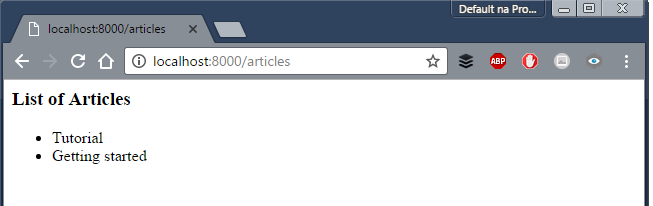 Default na Pro...
localhost:8000/articles
localhost:8000/articles
ABP
List of Articles
Tutorial
Getting started